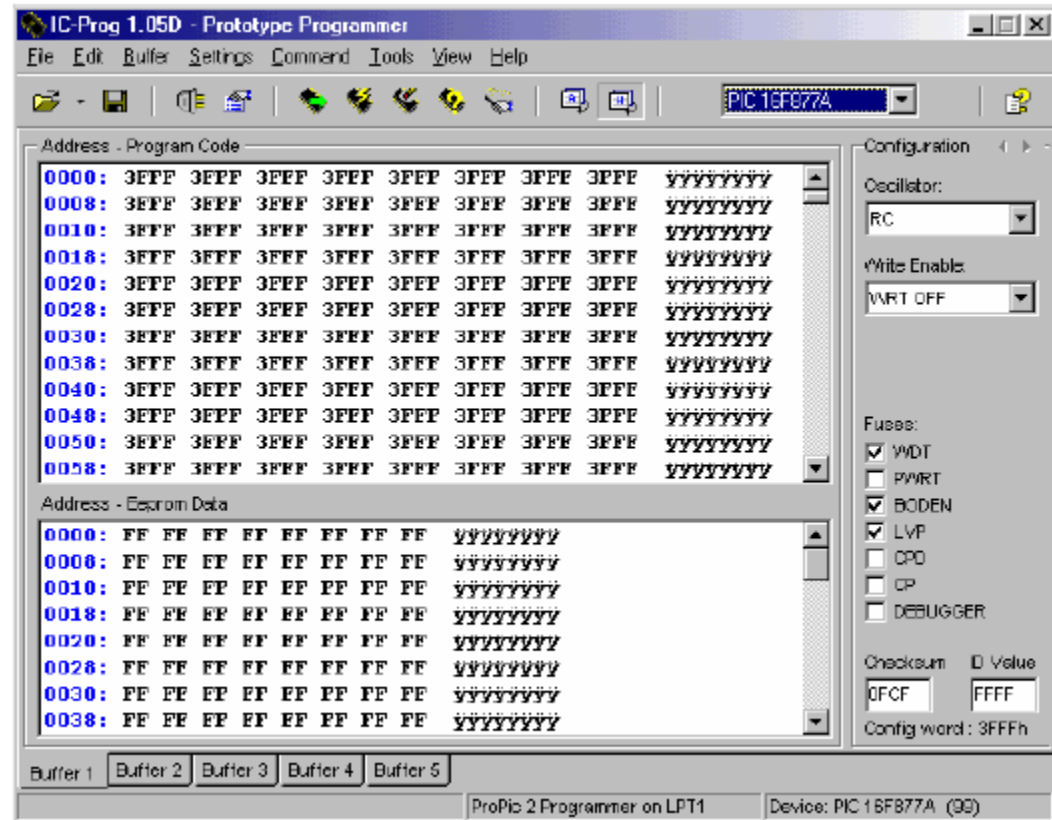 IC-Prog 1.05D - Prototype Programmer
File Edit Buffer Settings Command Tools View Help
PIC 16F877A
Address - Program Code
0000: 3FFF 3FFF 3FFF 3FFF 3FFF 3FFF 3FFF 3FFF ÿÿÿÿÿÿÿÿ
0008: 3FFF 3FFF 3FFF 3FFF 3FFF 3FFF 3FFF 3FFF ÿÿÿÿÿÿÿÿ
0010: 3FFF 3FFF 3FFF 3FFF 3FFF 3FFF 3FFF 3FFF ÿÿÿÿÿÿÿÿ
0018: 3FFF 3FFF 3FFF 3FFF 3FFF 3FFF 3FFF 3FFF ÿÿÿÿÿÿÿÿ
0020: 3FFF 3FFF 3FFF 3FFF 3FFF 3FFF 3FFF 3FFF ÿÿÿÿÿÿÿÿ
0028: 3FFF 3FFF 3FFF 3FFF 3FFF 3FFF 3FFF 3FFF ÿÿÿÿÿÿÿÿ
0030: 3FFF 3FFF 3FFF 3FFF 3FFF 3FFF 3FFF 3FFF ÿÿÿÿÿÿÿÿ
0038: 3FFF 3FFF 3FFF 3FFF 3FFF 3FFF 3FFF 3FFF ÿÿÿÿÿÿÿÿ
0040: 3FFF 3FFF 3FFF 3FFF 3FFF 3FFF 3FFF 3FFF ÿÿÿÿÿÿÿÿ
0048: 3FFF 3FFF 3FFF 3FFF 3FFF 3FFF 3FFF 3FFF ÿÿÿÿÿÿÿÿ
0050: 3FFF 3FFF 3FFF 3FFF 3FFF 3FFF 3FFF 3FFF ÿÿÿÿÿÿÿÿ
0058: 3FFF 3FFF 3FFF 3FFF 3FFF 3FFF 3FFF 3FFF ÿÿÿÿÿÿÿÿ
Address - Eeprom Data
0000: FF FF FF FF FF FF FF FF ÿÿÿÿÿÿÿÿ
0008: FF FF FF FF FF FF FF FF ÿÿÿÿÿÿÿÿ
0010: FF FF FF FF FF FF FF FF ÿÿÿÿÿÿÿÿ
0018: FF FF FF FF FF FF FF FF ÿÿÿÿÿÿÿÿ
0020: FF FF FF FF FF FF FF FF ÿÿÿÿÿÿÿÿ
0028: FF FF FF FF FF FF FF FF ÿÿÿÿÿÿÿÿ
0030: FF FF FF FF FF FF FF FF ÿÿÿÿÿÿÿÿ
0038: FF FF FF FF FF FF FF FF ÿÿÿÿÿÿÿÿ
Configuration
Oscillator:
RC
Write Enable:
WRT OFF
Fuses:
WDT
PWRT
BODEN
LVP
CPD
CP
DEBUGGER
Checksum ID Value
0FCF FFFF
Config word : 3FFFh
Buffer 1 Buffer 2 Buffer 3 Buffer 4 Buffer 5
ProPic 2 Programmer on LPT1 Device: PIC 16F877A (99)